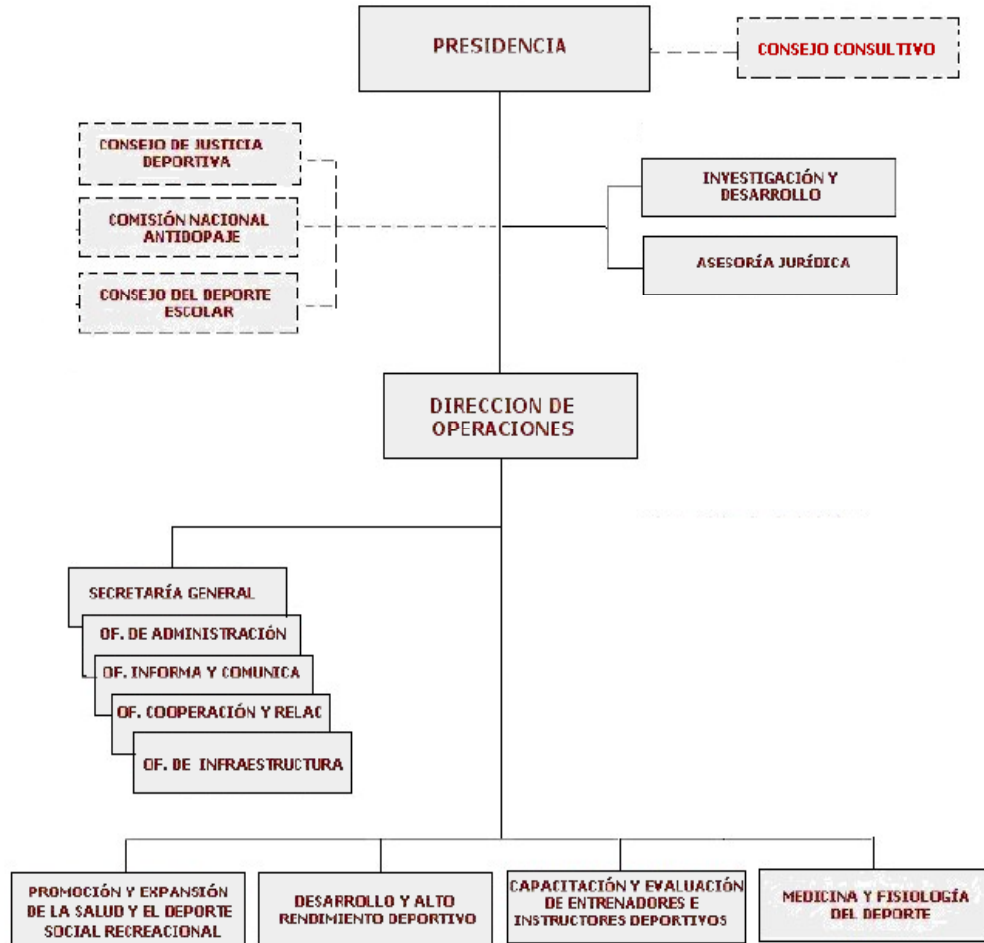 PRESIDENCIA
CONSEJO CONSULTIVO
CONSEJO DE JUSTICIA
DEPORTIVA
COMISIÓN NACIONAL
ANTIDOPAJE
CONSEJO DEL DEPORTE
ESCOLAR
INVESTIGACIÓN Y
DESARROLLO
ASESORÍA JURÍDICA
DIRECCION DE
OPERACIONES
SECRETARÍA GENERAL
OF. DE ADMINISTRACIÓN
OF. INFORMA Y COMUNICA
OF. COOPERACIÓN Y RELAC
OF. DE INFRAESTRUCTURA
PROMOCIÓN Y EXPANSIÓN
DE LA SALUD Y EL DEPORTE
SOCIAL RECREACIONAL
DESARROLLO Y ALTO
RENDIMIENTO DEPORTIVO
CAPACITACIÓN Y EVALUACIÓN
DE ENTRENADORES E
INSTRUCTORES DEPORTIVOS
MEDICINA Y FISIOLOGÍA
DEL DEPORTE